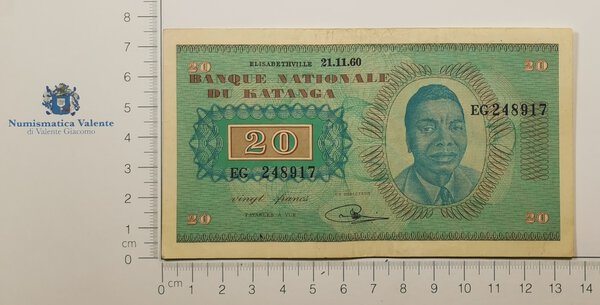 Numismatica Valente
di Valente Giacomo
20
ELISABETHVILLE 21.11.60
20
BANQUE NATIONALE
DU KATANGA
EG 248917
20
EG 248917
vingt francs
PAYABLES A VUE
20
20
8
7
6
5
4
3
2
1
cm
0
0 cm 1 2 3 4 5 6 7 8 9 10 11 12 13 14